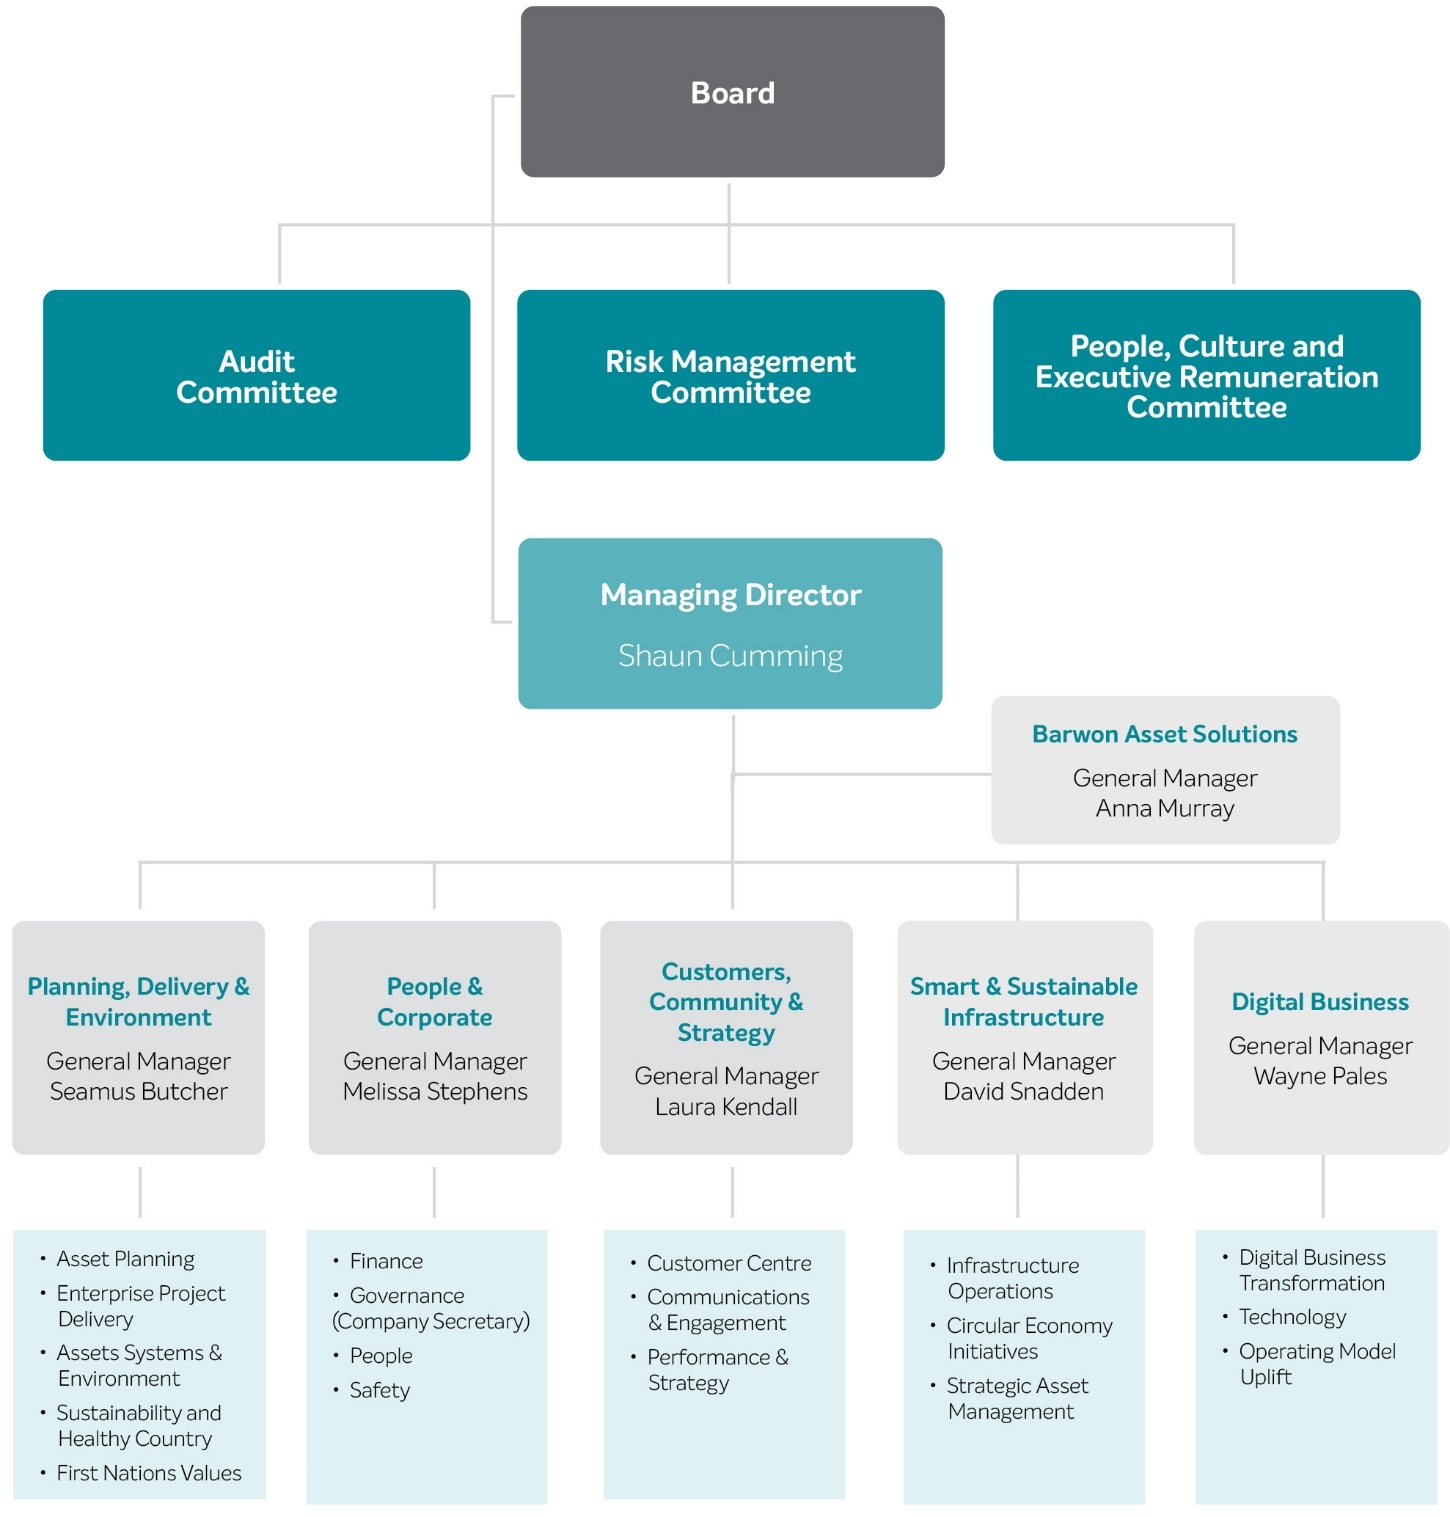 Board
Audit
Committee
Risk Management
Committee
People, Culture and
Executive Remuneration
Committee
Managing Director
Shaun Cumming
Barwon Asset Solutions
General Manager
Anna Murray
Planning, Delivery &
Environment
General Manager
Seamus Butcher
People &
Corporate
General Manager
Melissa Stephens
Customers,
Community &
Strategy
General Manager
Laura Kendall
Smart & Sustainable
Infrastructure
General Manager
David Snadden
Digital Business
General Manager
Wayne Pales
• Asset Planning
• Enterprise Project
Delivery
• Assets Systems &
Environment
• Sustainability and
Healthy Country
• First Nations Values
• Finance
• Governance
(Company Secretary)
• People
• Safety
• Customer Centre
• Communications
& Engagement
• Performance &
Strategy
• Infrastructure
Operations
• Circular Economy
Initiatives
• Strategic Asset
Management
• Digital Business
Transformation
• Technology
• Operating Model
Uplift